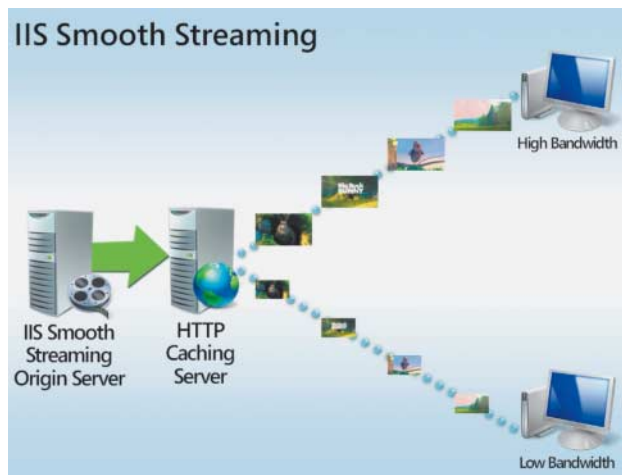 IIS Smooth Streaming
High Bandwidth
IIS Smooth
Streaming
Origin Server
HTTP
Caching
Server
Low Bandwidth